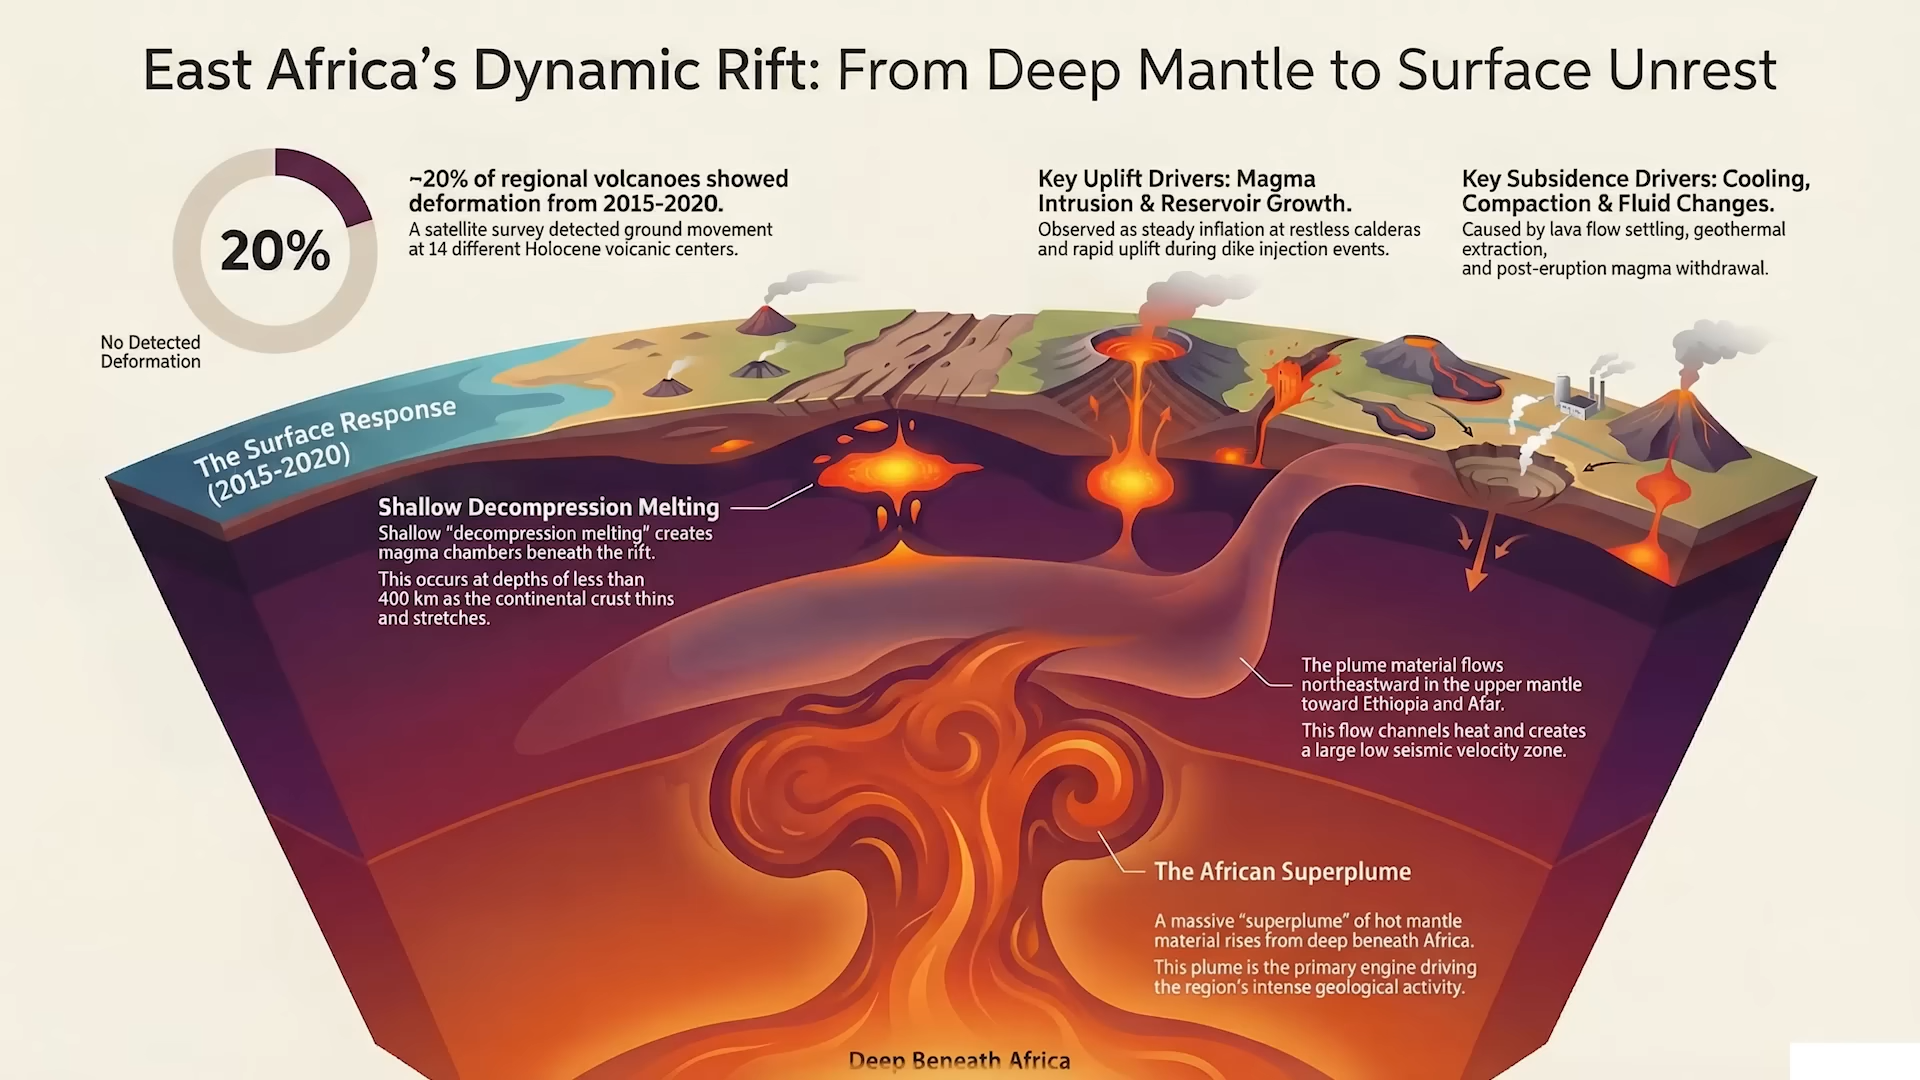 East Africa's Dynamic Rift: From Deep Mantle to Surface Unrest
20%
No Detected
Deformation
~20% of regional volcanoes showed
deformation from 2015-2020.
A satellite survey detected ground movement
at 14 different Holocene voicanic centers.
Key Uplift Drivers: Magma
Intrusion & Reservoir Growth.
Observed as steady inflation at restless calderas
and rapid uplift during dike injection events.
Key Subsidence Drivers: Cooling,
Compaction & Fluid Changes.
Caused by lava flow settling, geothermal
extraction,
and post-eruption magma withdrawal.
The Surface Response
(2015-2020)
Shallow Decompression Melting
Shallow "decompression melting" creates
magma chambers beneath the rift.
This occurs at depths of less than
400 km as the continental crust thins
and stretches.
The plume material flows
northeastward in the upper mantle
toward Ethiopia and Afar.
This flow channels heat and creates
a large low seismic velocity zone.
The African Superplume
A massive "superplume" of hot mantle
material rises from deep beneath Africa.
This plume is the primary engine driving
the region's intense geological activity.
Deep Beneath Africa